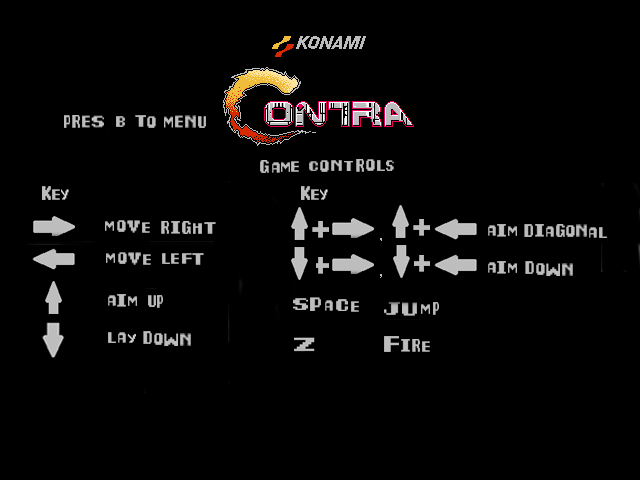 KONAMI
CONTRA
PRES B TO MENU
GAME CONTROLS
KEY
MOVE RIGHT
MOVE LEFT
AIM UP
LAY DOWN
KEY
+ , + AIM DIAGONAL
+ , + AIM DOWN
SPACE JUMP
Z FIRE